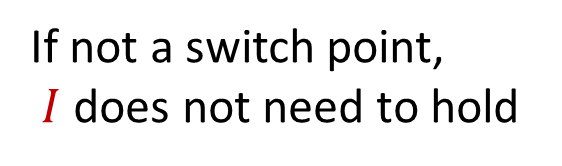 If not a switch point,
I does not need to hold